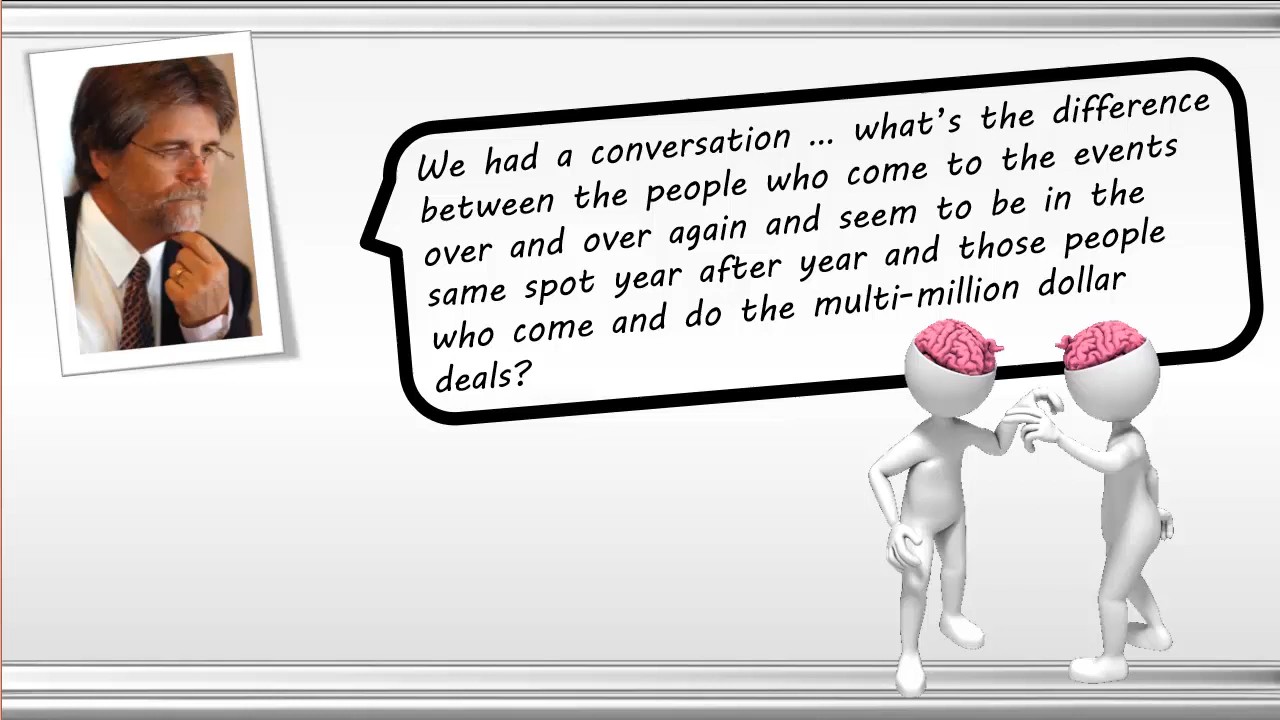 We had a conversation ... what's the difference
between the people who come to the events
over and over again and seem to be in the
same spot year after year and those people
who come and do the multi-million dollar
deals?